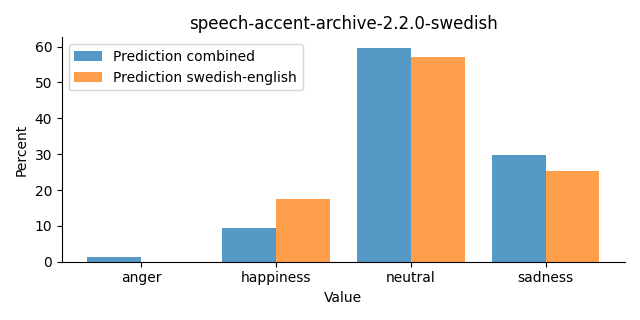 speech-accent-archive-2.2.0-swedish
Prediction combined
Prediction swedish-english
Percent
60
50
40
30
20
10
0
anger happiness neutral sadness
Value